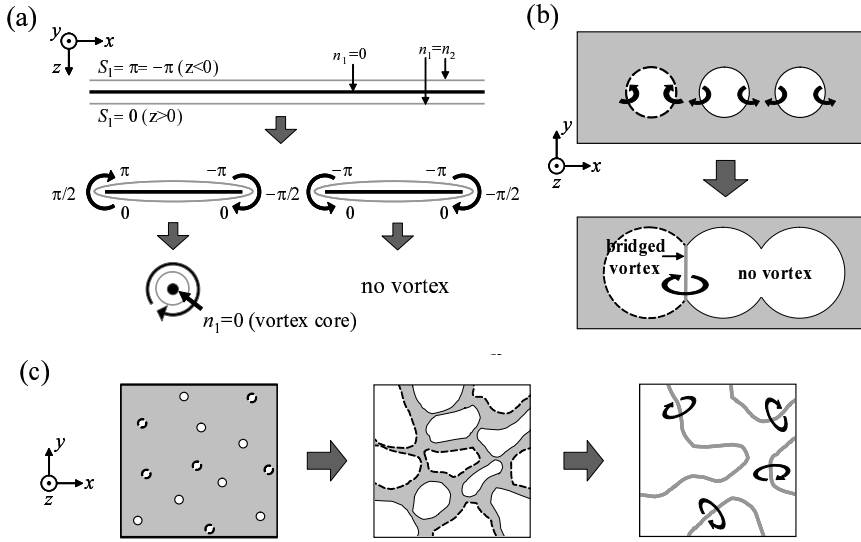 (a)
y
x
z
S₁= π= −π (z<0)
n₁=0
n₁=n₂
S₁= 0 (z>0)
π
−π
π/2
−π/2
0
0
−π
−π
−π/2
0
0
no vortex
n₁=0 (vortex core)
(b)
y
x
z
bridged
vortex
no vortex
(c)
y
x
z